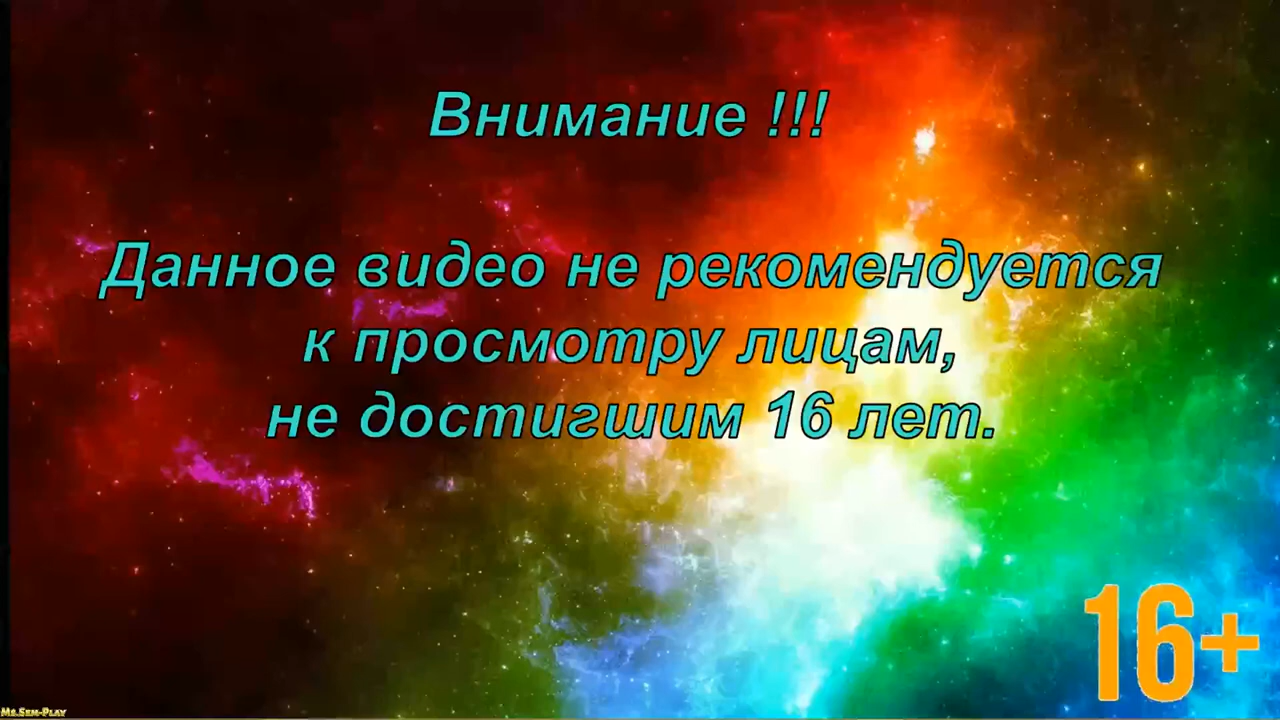 Внимание !!!
Данное видео не рекомендуется
к просмотру лицам,
не достигшим 16 лет.
16+
Ms.Sem-Play